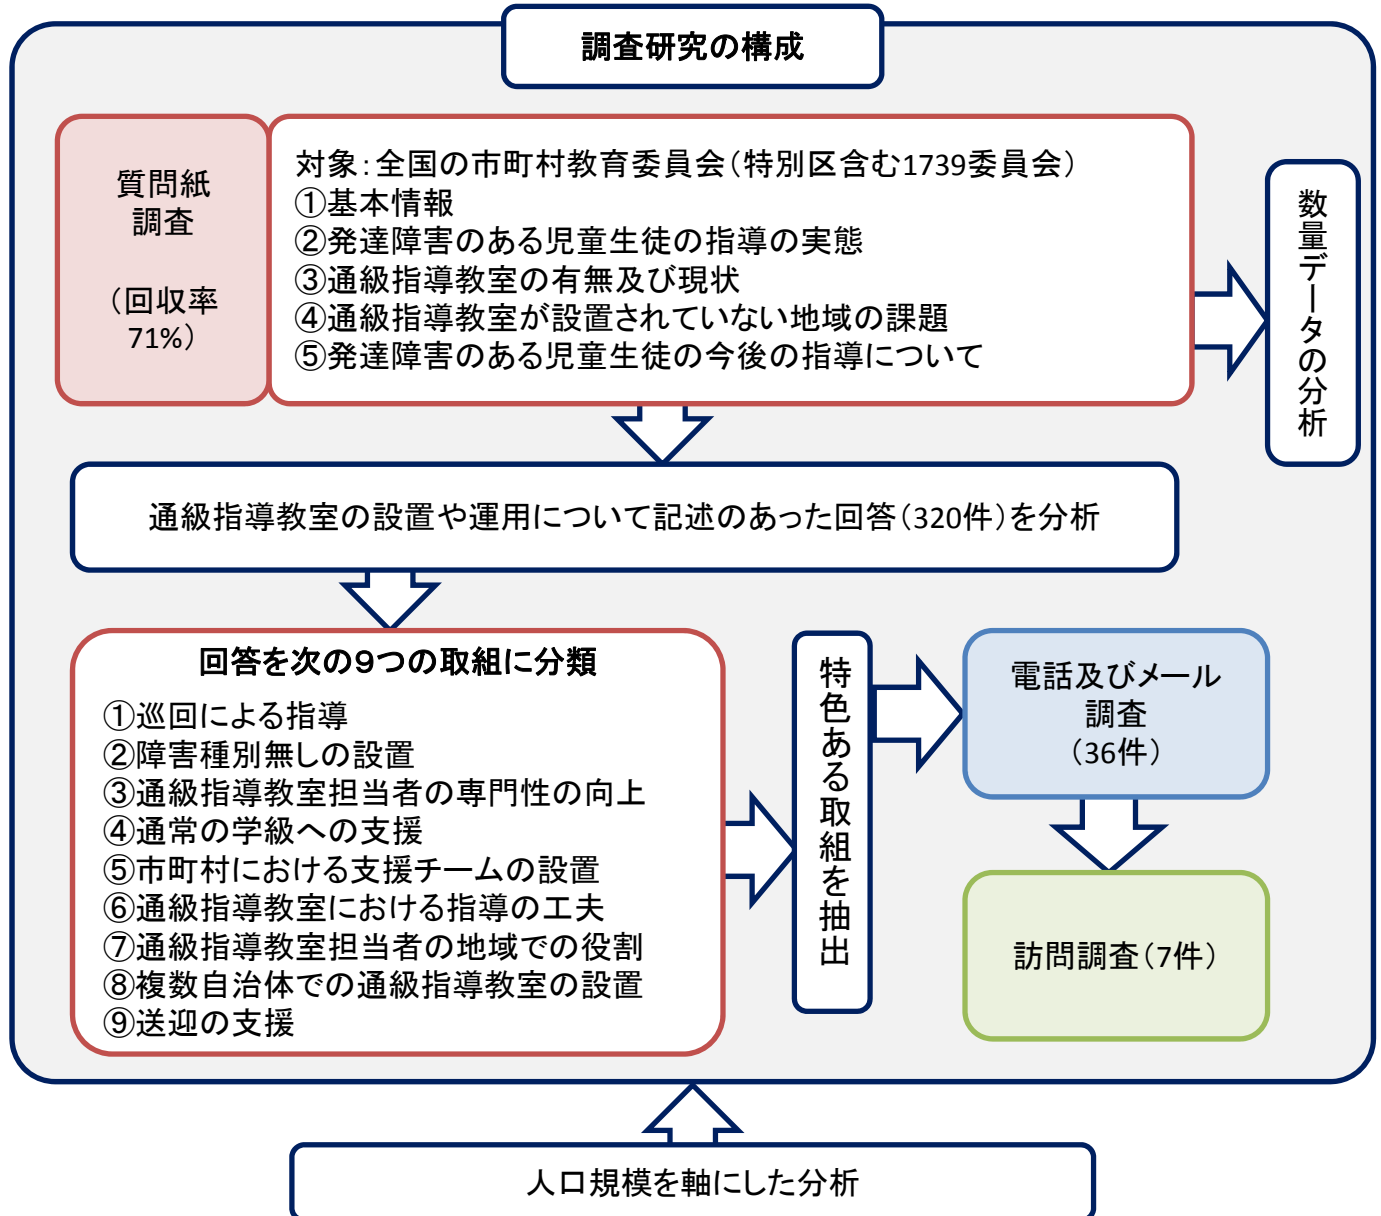 調査研究の構成
質問紙
調査
（回収率
71%）
対象：全国の市町村教育委員会（特別区含む1739委員会）
①基本情報
②発達障害のある児童生徒の指導の実態
③通級指導教室の有無及び現状
④通級指導教室が設置されていない地域の課題
⑤発達障害のある児童生徒の今後の指導について
数量データの分析
通級指導教室の設置や運用について記述のあった回答（320件）を分析
回答を次の９つの取組に分類
①巡回による指導
②障害種別無しの設置
③通級指導教室担当者の専門性の向上
④通常の学級への支援
⑤市町村における支援チームの設置
⑥通級指導教室における指導の工夫
⑦通級指導教室担当者の地域での役割
⑧複数自治体での通級指導教室の設置
⑨送迎の支援
特色ある取組を抽出
電話及びメール
調査
（36件）
訪問調査（7件）
人口規模を軸にした分析